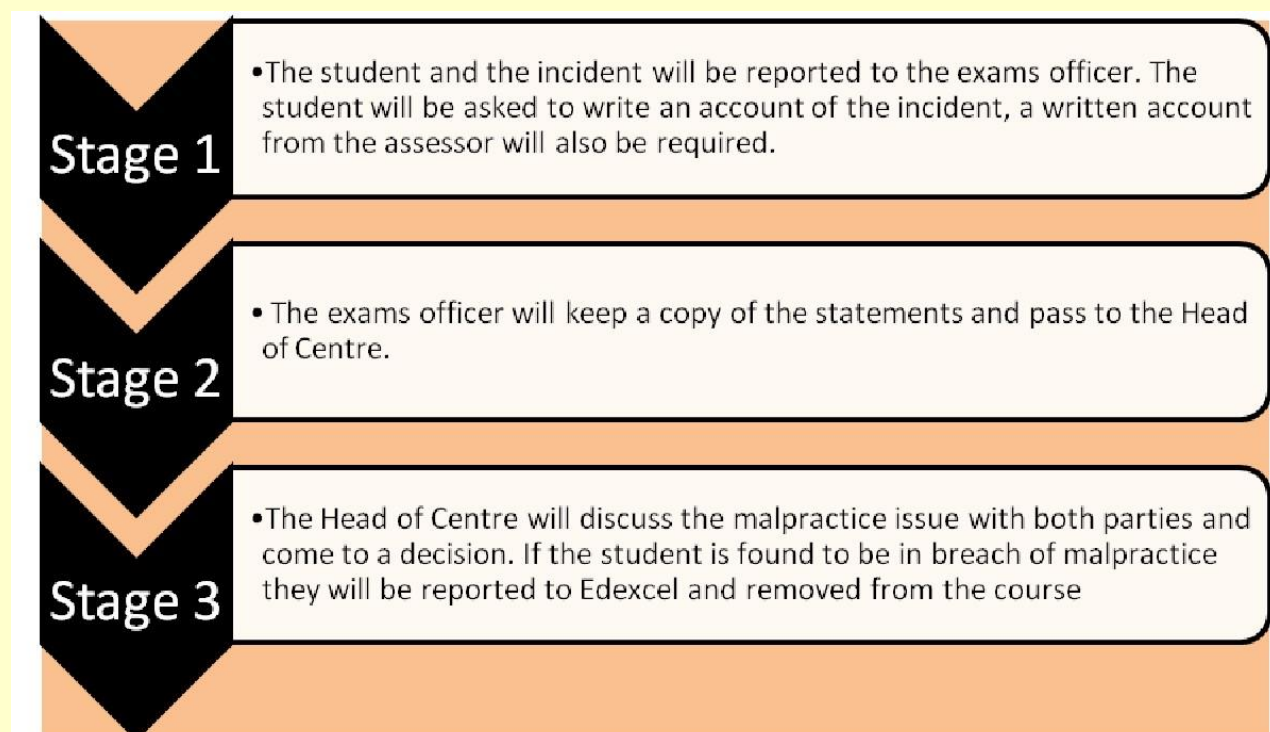 Stage 1
•The student and the incident will be reported to the exams officer. The
student will be asked to write an account of the incident, a written account
from the assessor will also be required.
Stage 2
• The exams officer will keep a copy of the statements and pass to the Head
of Centre.
Stage 3
•The Head of Centre will discuss the malpractice issue with both parties and
come to a decision. If the student is found to be in breach of malpractice
they will be reported to Edexcel and removed from the course